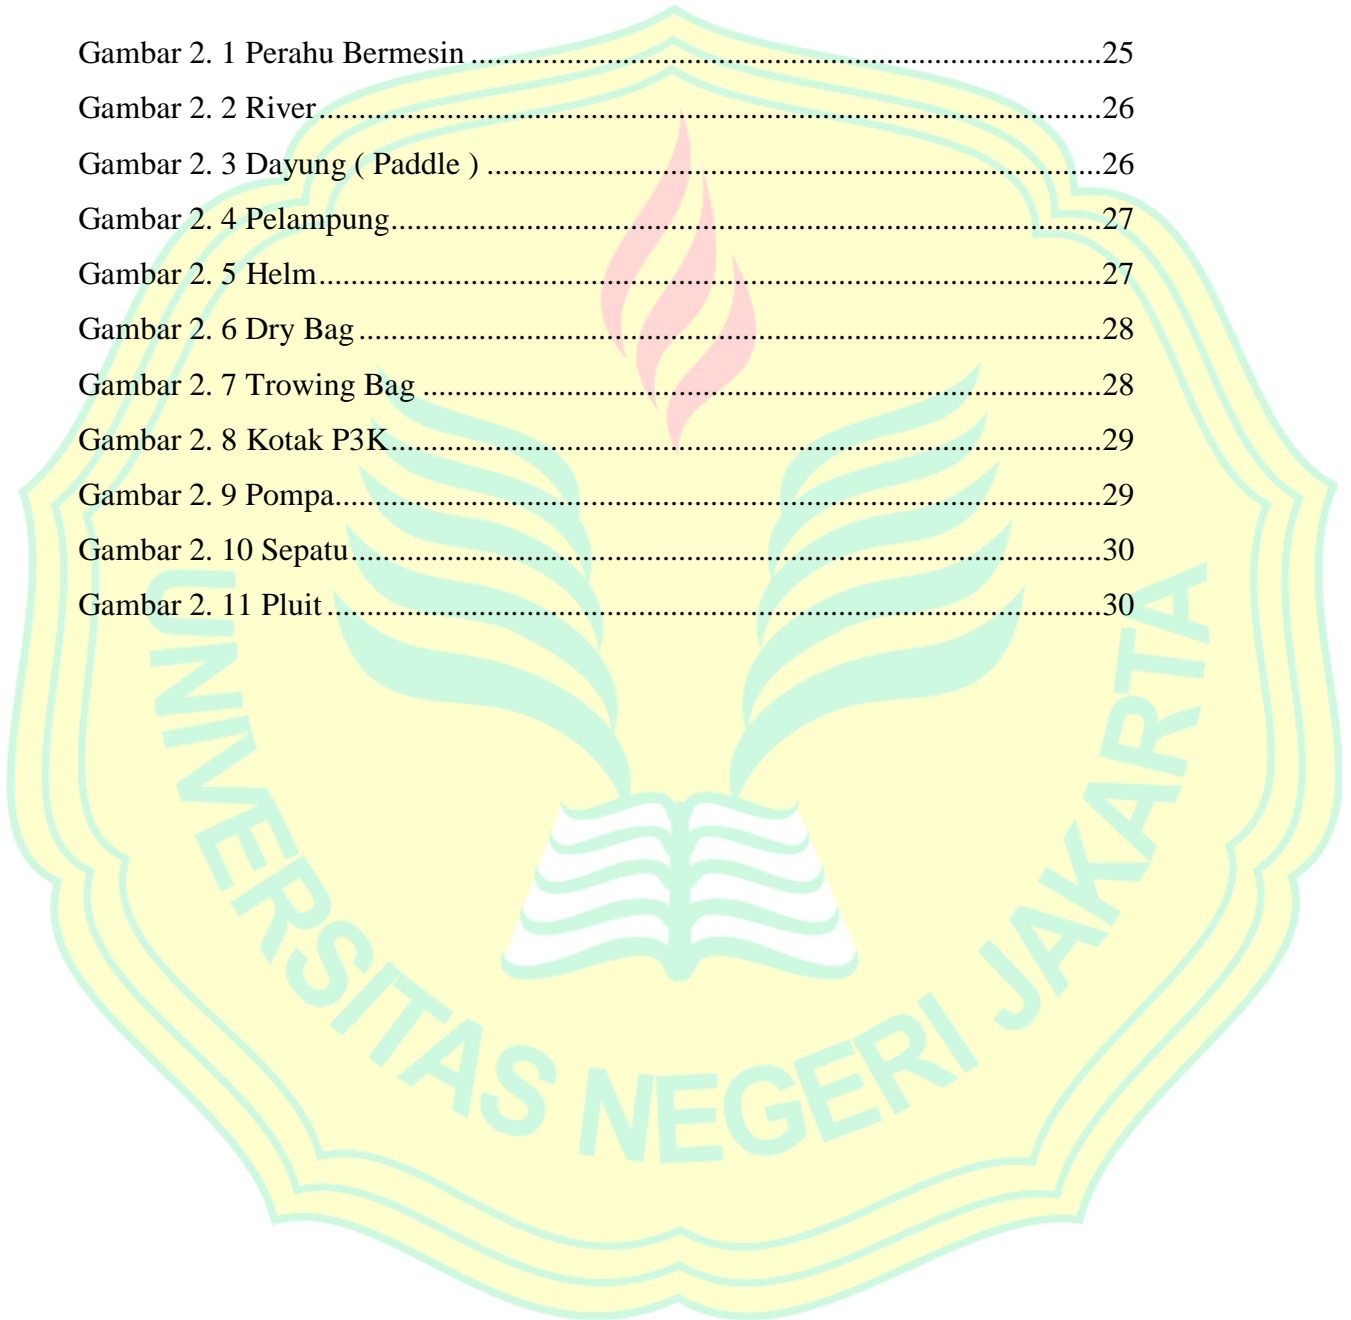 Gambar 2. 1 Perahu Bermesin ..............................................................................25
Gambar 2. 2 River.................................................................................................26
Gambar 2. 3 Dayung ( Paddle ) ............................................................................26
Gambar 2. 4 Pelampung........................................................................................27
Gambar 2. 5 Helm.................................................................................................27
Gambar 2. 6 Dry Bag ............................................................................................28
Gambar 2. 7 Trowing Bag ....................................................................................28
Gambar 2. 8 Kotak P3K........................................................................................29
Gambar 2. 9 Pompa...............................................................................................29
Gambar 2. 10 Sepatu.............................................................................................30
Gambar 2. 11 Pluit ................................................................................................30
UNIVERSITAS NEGERI JAKARTA